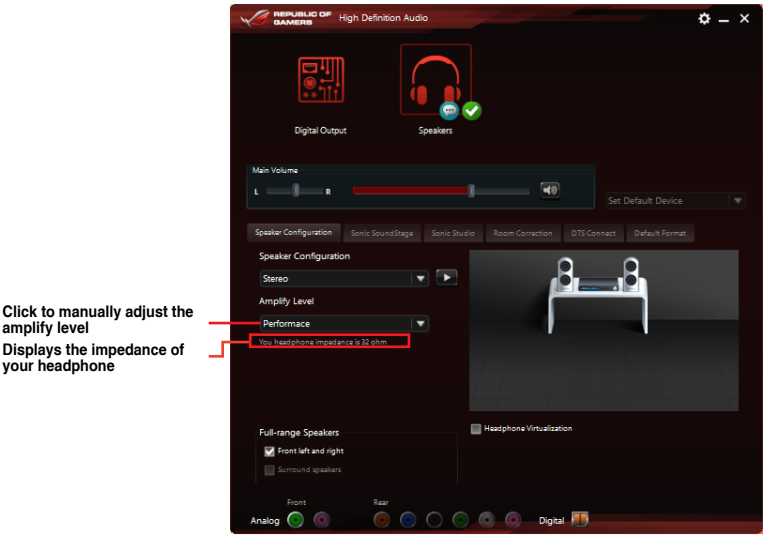 REPUBLIC OF
GAMERS
High Definition Audio
Digital Output
Speakers
Main Volume
L R
Set Default Device
Speaker Configuration Sonic SoundStage Sonic Studio Room Correction DTS Connect Default Format
Speaker Configuration
Stereo
Amplify Level
Click to manually adjust the
amplify level
Performace
Displays the impedance of
your headphone
You headphone impedance is 32 ohm
Headphone Virtualization
Full-range Speakers
Front left and right
Surround speakers
Front Rear
Analog Digital